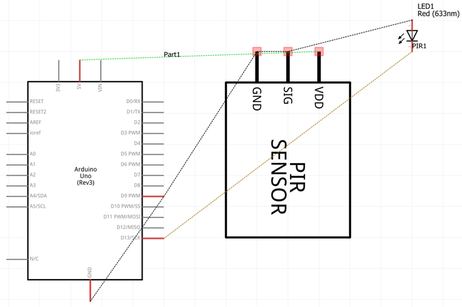 LED1
Red (633nm)
PIR1
Part1
3V3
5V
VIN
RESET
RESET2
AREF
ioref
A0
A1
A2
A3
A4/SDA
A5/SCL
N/C
Arduino
Uno
(Rev3)
D0/RX
D1/TX
D2
D3 PWM
D4
D5 PWM
D6 PWM
D7
D8
D9 PWM
D10 PWM/SS
D11 PWM/MOSI
D12/MISO
D13/SCK
GND
GND
SIG
VDD
PIR
SENSOR